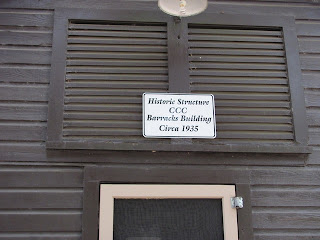 Historic Structure
CCC
Barracks Building
Circa 1935